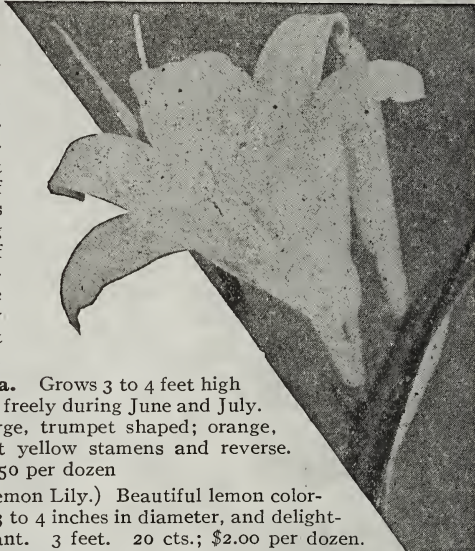 a. Grows 3 to 4 feet high
freely during June and July.
rge, trumpet shaped; orange,
t yellow stamens and reverse.
50 per dozen
emon Lily.) Beautiful lemon color-
3 to 4 inches in diameter, and delight-
ant. 3 feet. 20 cts.; $2.00 per dozen.